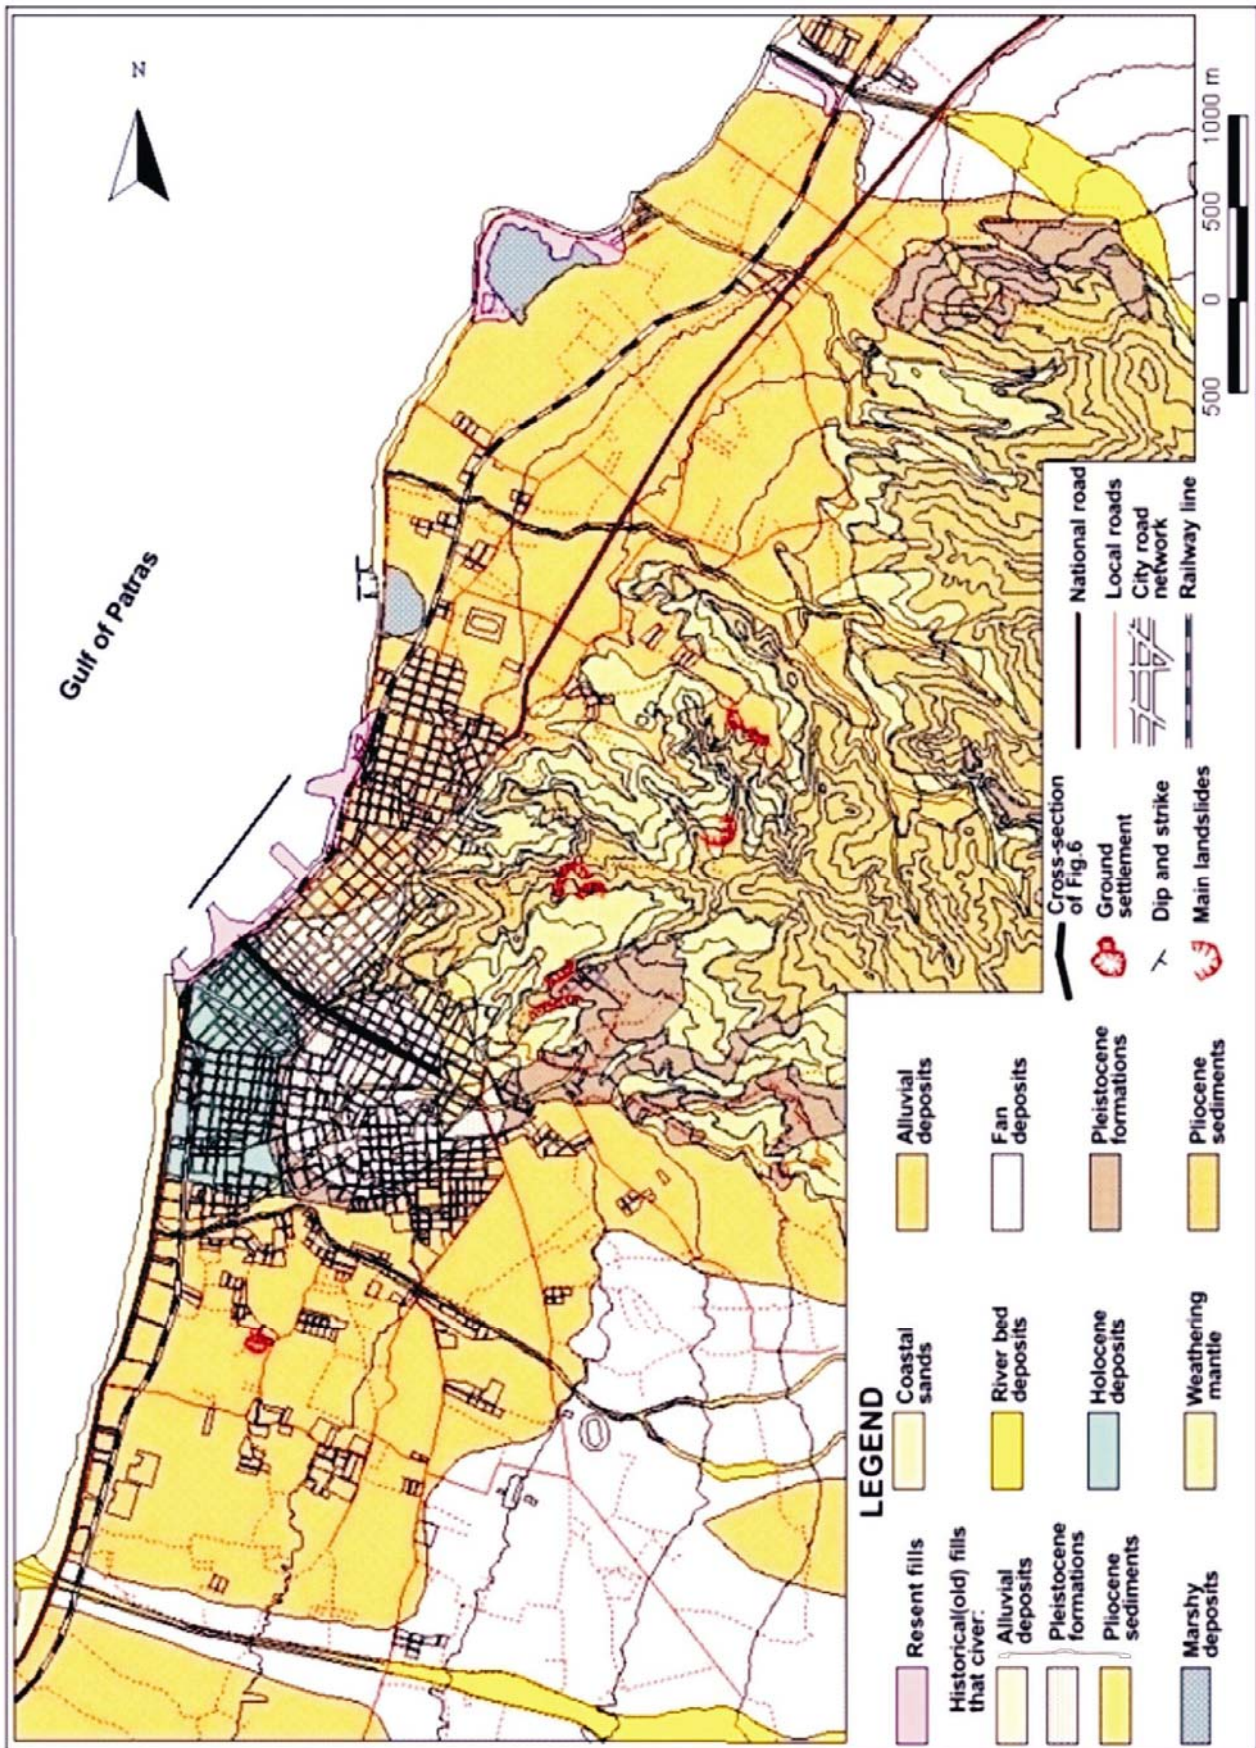 N
Gulf of Patras
1000 m
500
0
500
LEGEND
Resent fills
Historical(old) fills
that civer:
Alluvial
deposits
Pleistocene
formations
Pliocene
sediments
Marshy
deposits
Coastal
sands
River bed
deposits
Holocene
deposits
Weathering
mantle
Alluvial
deposits
Fan
deposits
Pleistocene
formations
Pliocene
sediments
Cross-section
of Fig.6
Ground
settlement
Dip and strike
Main landslides
National road
Local roads
City road
network
Railway line